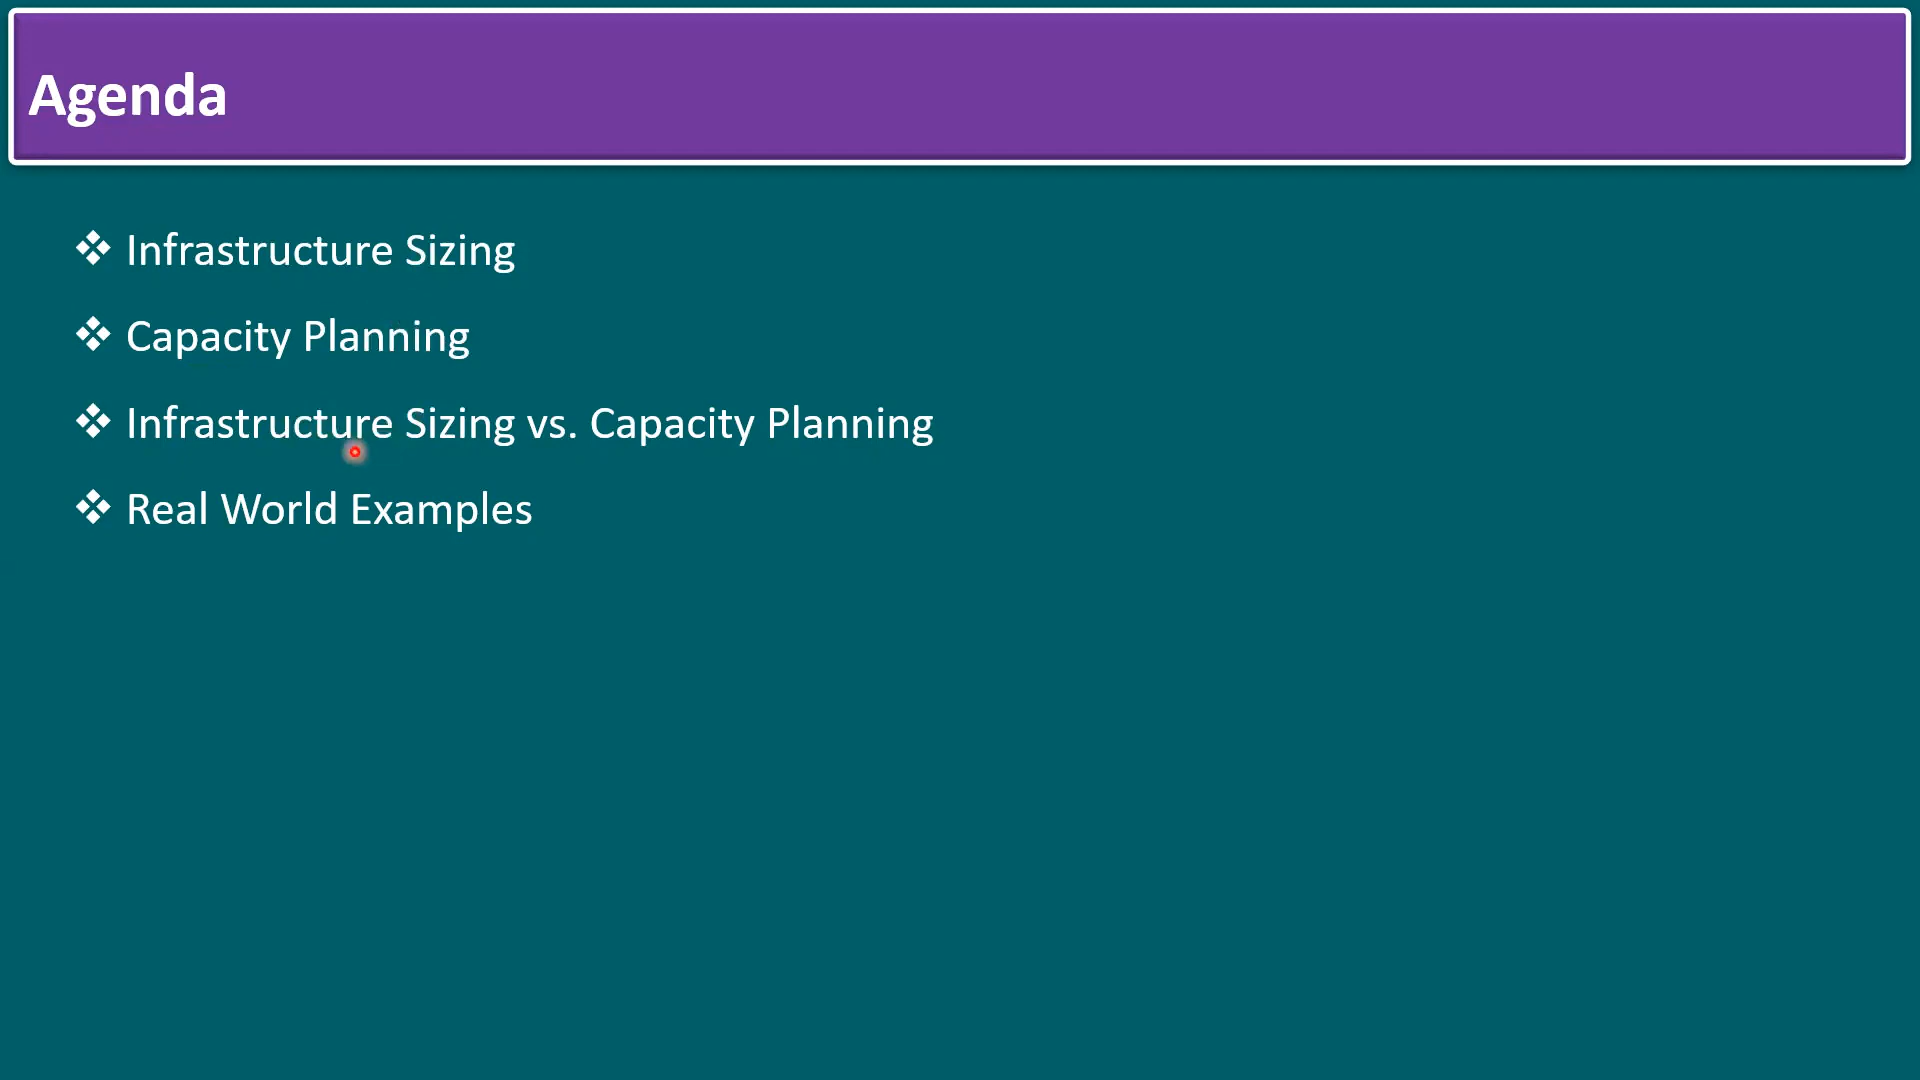 Agenda
❖ Infrastructure Sizing
❖ Capacity Planning
❖ Infrastructure Sizing vs. Capacity Planning
❖ Real World Examples